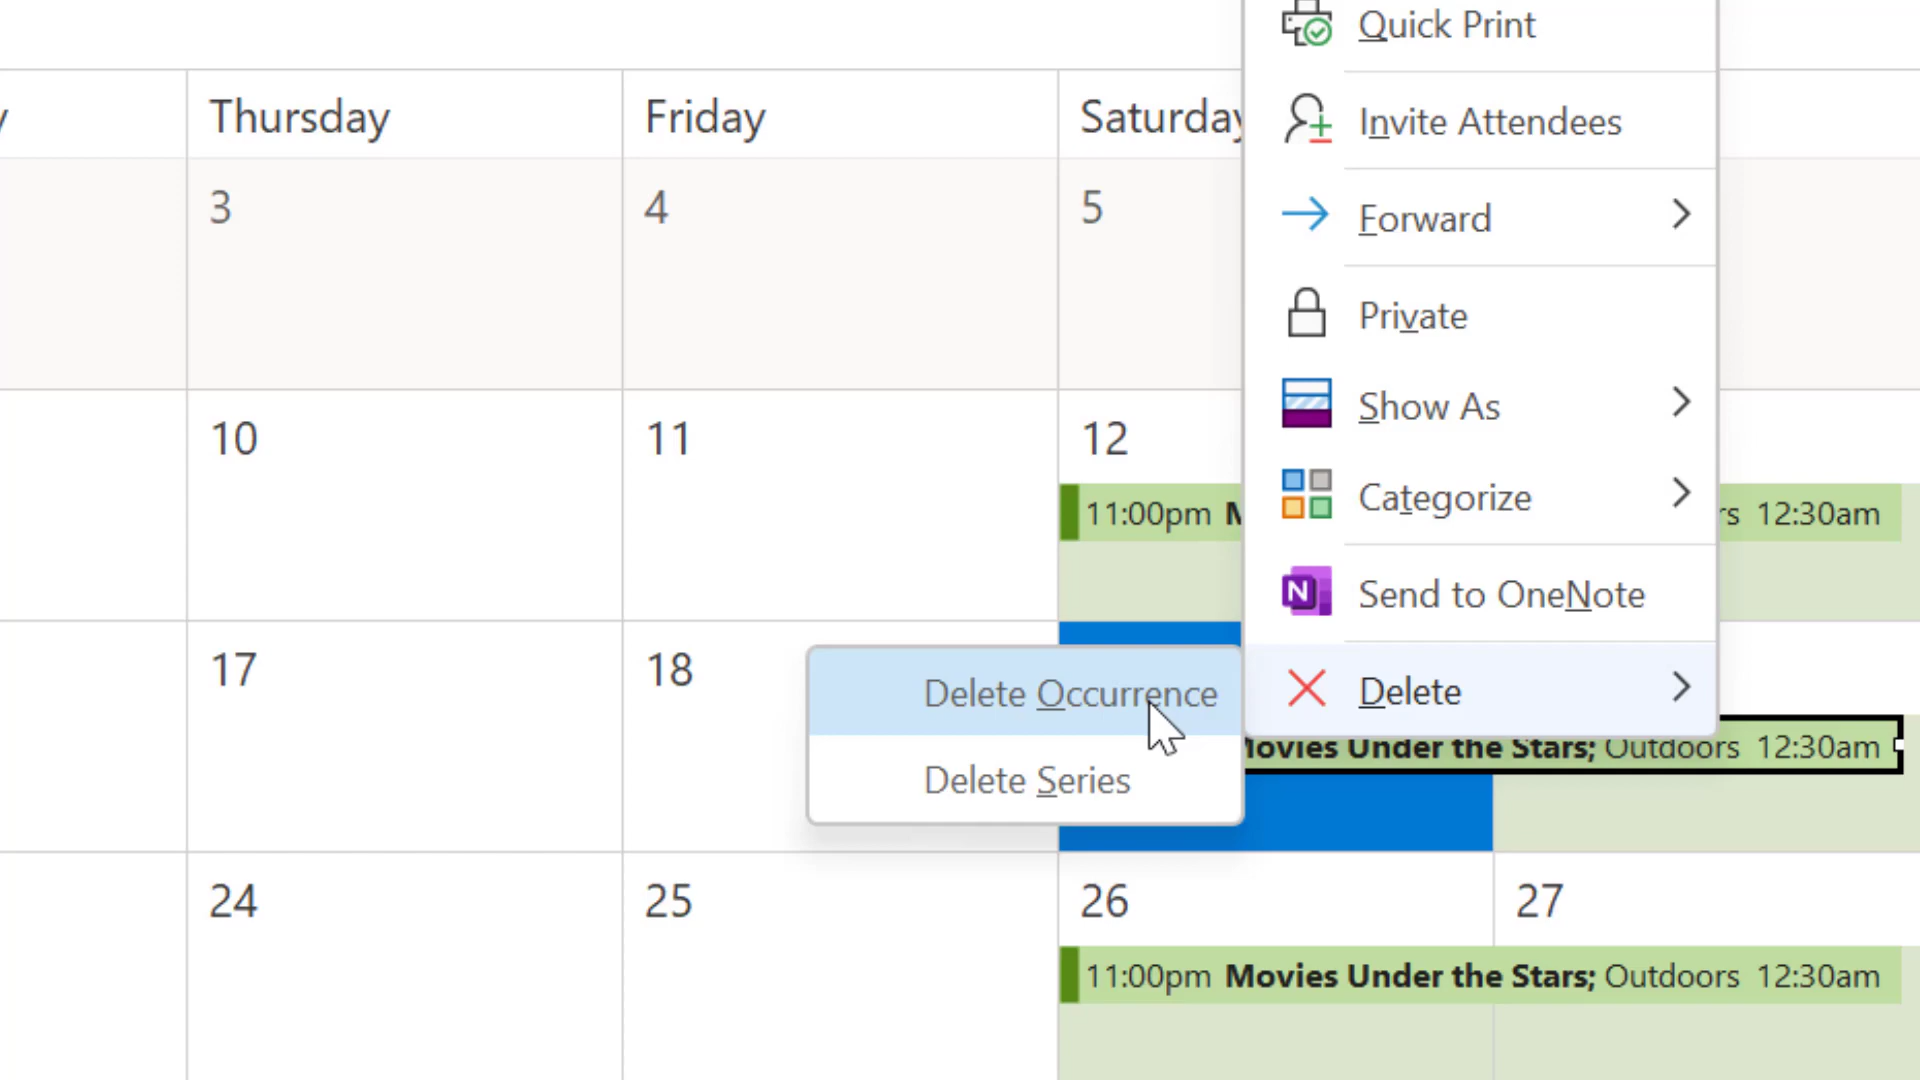 Quick Print
Thursday
Friday
Saturday
Invite Attendees
3
4
5
Forward
Private
Show As
10
11
12
Categorize
11:00pm
12:30am
Send to OneNote
17
18
Delete Occurrence
Delete
Movies Under the Stars; Outdoors 12:30am
Delete Series
24
25
26
27
11:00pm Movies Under the Stars; Outdoors 12:30am